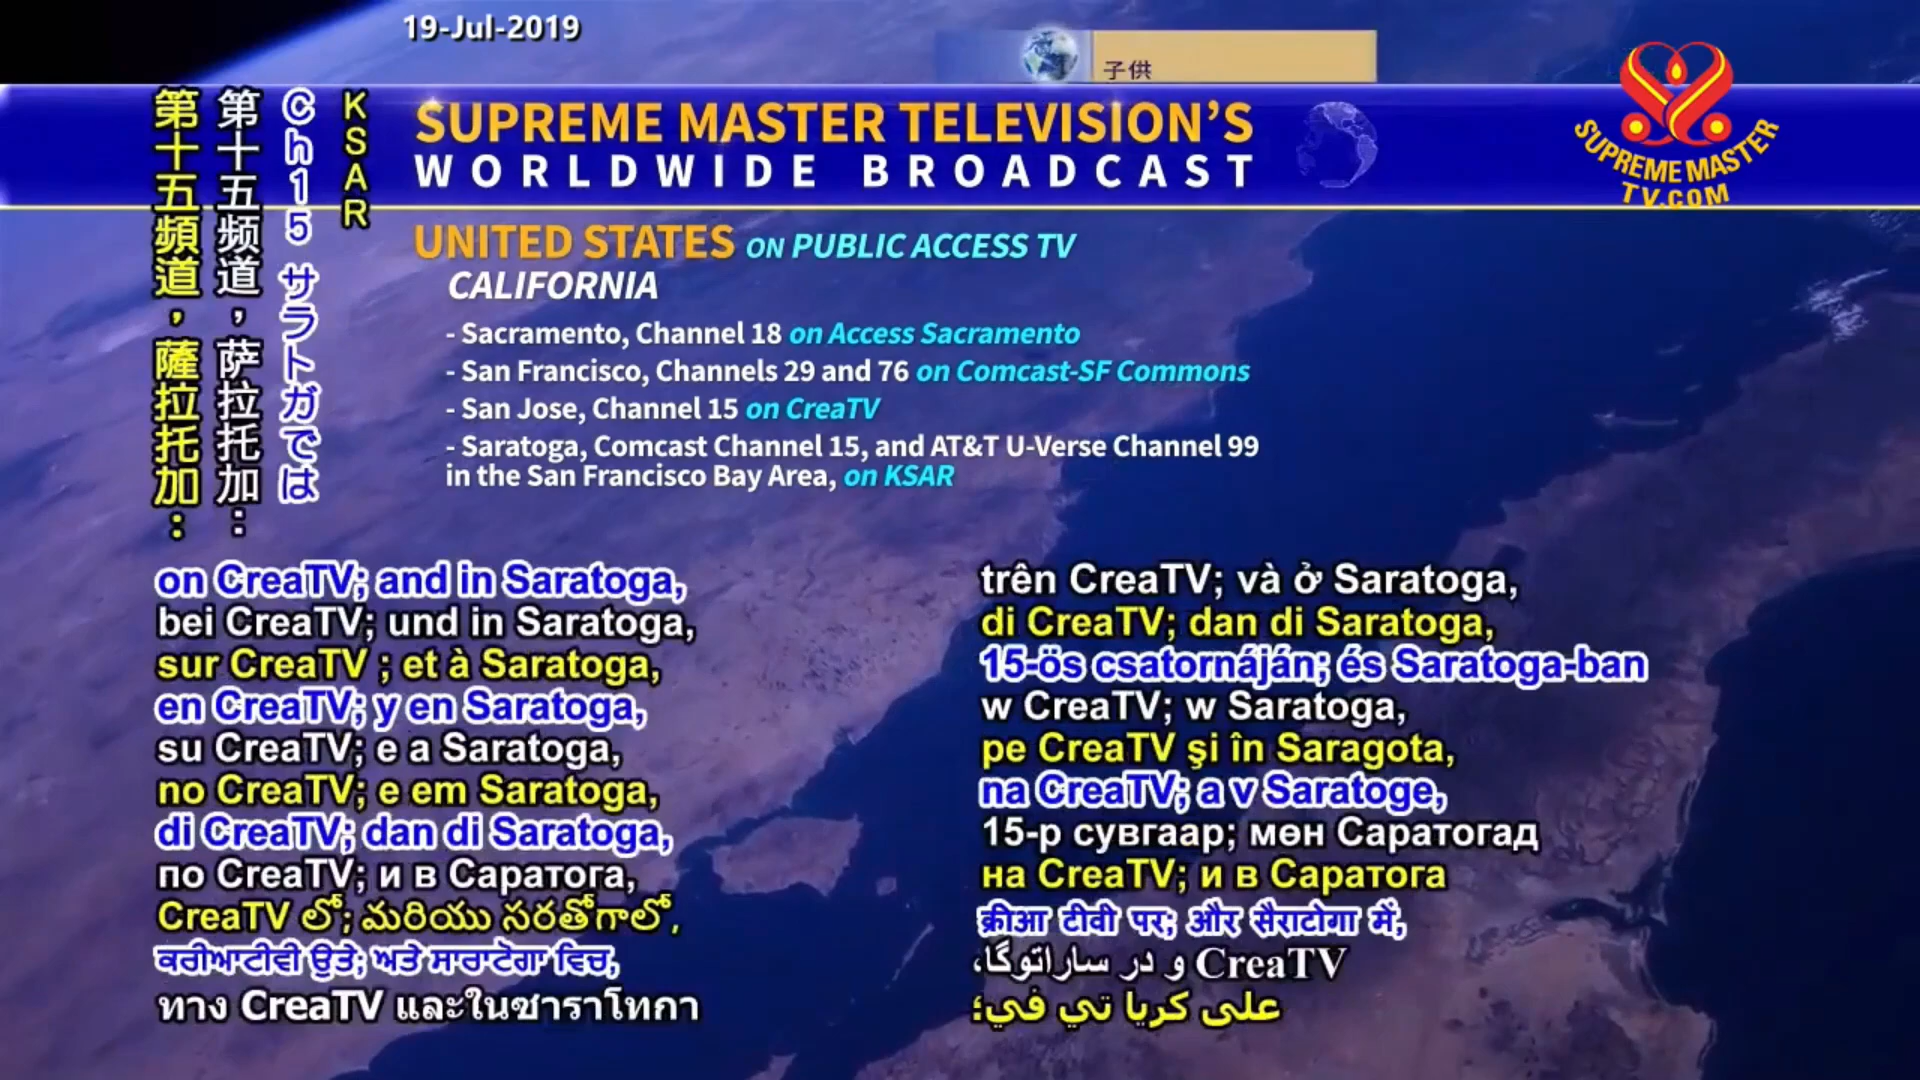 19-Jul-2019
子供
SUPREME MASTER TELEVISION'S
WORLDWIDE BROADCAST
SUPREME MASTER
TV.COM
KSAR
Ch15 サラトガでは
第十五频道，萨拉托加：
第十五頻道，薩拉托加：
UNITED STATES ON PUBLIC ACCESS TV
CALIFORNIA
- Sacramento, Channel 18 on Access Sacramento
- San Francisco, Channels 29 and 76 on Comcast-SF Commons
- San Jose, Channel 15 on CreaTV
- Saratoga, Comcast Channel 15, and AT&T U-Verse Channel 99
in the San Francisco Bay Area, on KSAR
on CreaTV; and in Saratoga,
bei CreaTV; und in Saratoga,
sur CreaTV ; et à Saratoga,
en CreaTV; y en Saratoga,
su CreaTV; e a Saratoga,
no CreaTV; e em Saratoga,
di CreaTV; dan di Saratoga,
по CreaTV; и в Саратога,
CreaTV లో; మరియు సరతోగాలో,
ਕਰੀਆਟੀਵੀ ਉਤੇ; ਅਤੇ ਸਾਰਾਟੋਗਾ ਵਿਚ,
ทาง CreaTV และในซาราโทกา
trên CreaTV; và ở Saratoga,
di CreaTV; dan di Saratoga,
15-ös csatornáján; és Saratoga-ban
w CreaTV; w Saratoga,
pe CreaTV şi în Saragota,
na CreaTV; a v Saratoge,
15-р сувгаар; мөн Саратогад
на CreaTV; и в Саратога
क्रीआ टीवी पर; और सैराटोगा में,
CreaTV و در ساراتوگا،
على كريا تي في؛